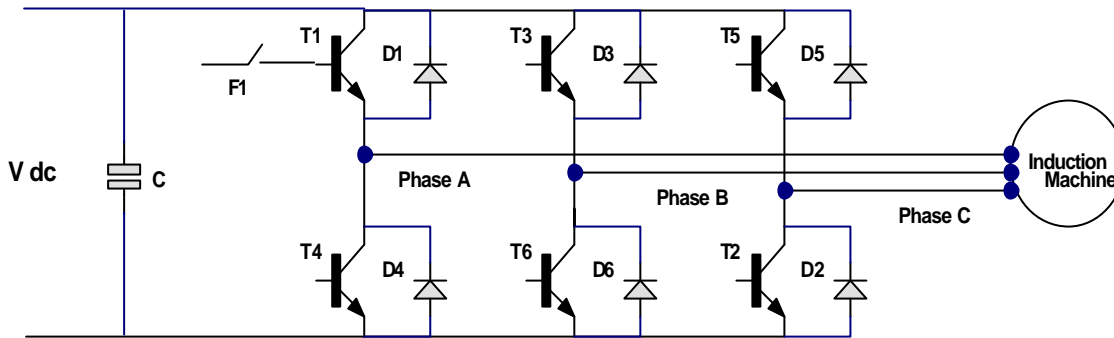 T1
D1
T3
D3
T5
D5
F1
V dc
C
Phase A
Phase B
Phase C
Induction
Machine
T4
D4
T6
D6
T2
D2